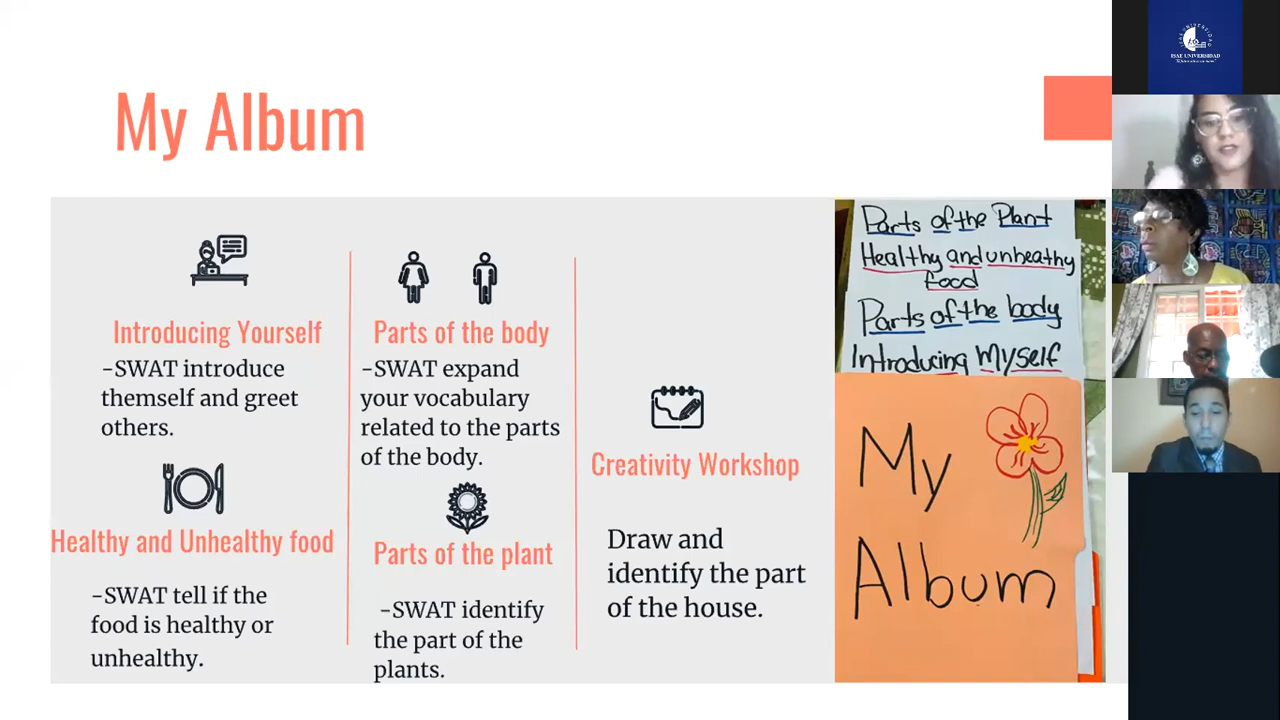 My Album
Introducing Yourself
-SWAT introduce
themself and greet
others.
Healthy and Unhealthy food
-SWAT tell if the
food is healthy or
unhealthy.
Parts of the body
-SWAT expand
your vocabulary
related to the parts
of the body.
Parts of the plant
-SWAT identify
the part of the
plants.
Creativity Workshop
Draw and
identify the part
of the house.
Parts of the Plant
Healthy and unheathy
food
Parts of the body
Introducing Myself
My
Album
ISAE UNIVERSIDAD